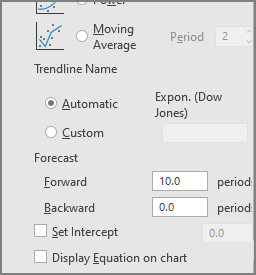 Power
Moving
Average
Period
2
Trendline Name
Automatic
Expon. (Dow
Jones)
Custom
Forecast
Forward
10.0
period
Backward
0.0
period
Set Intercept
0.0
Display Equation on chart